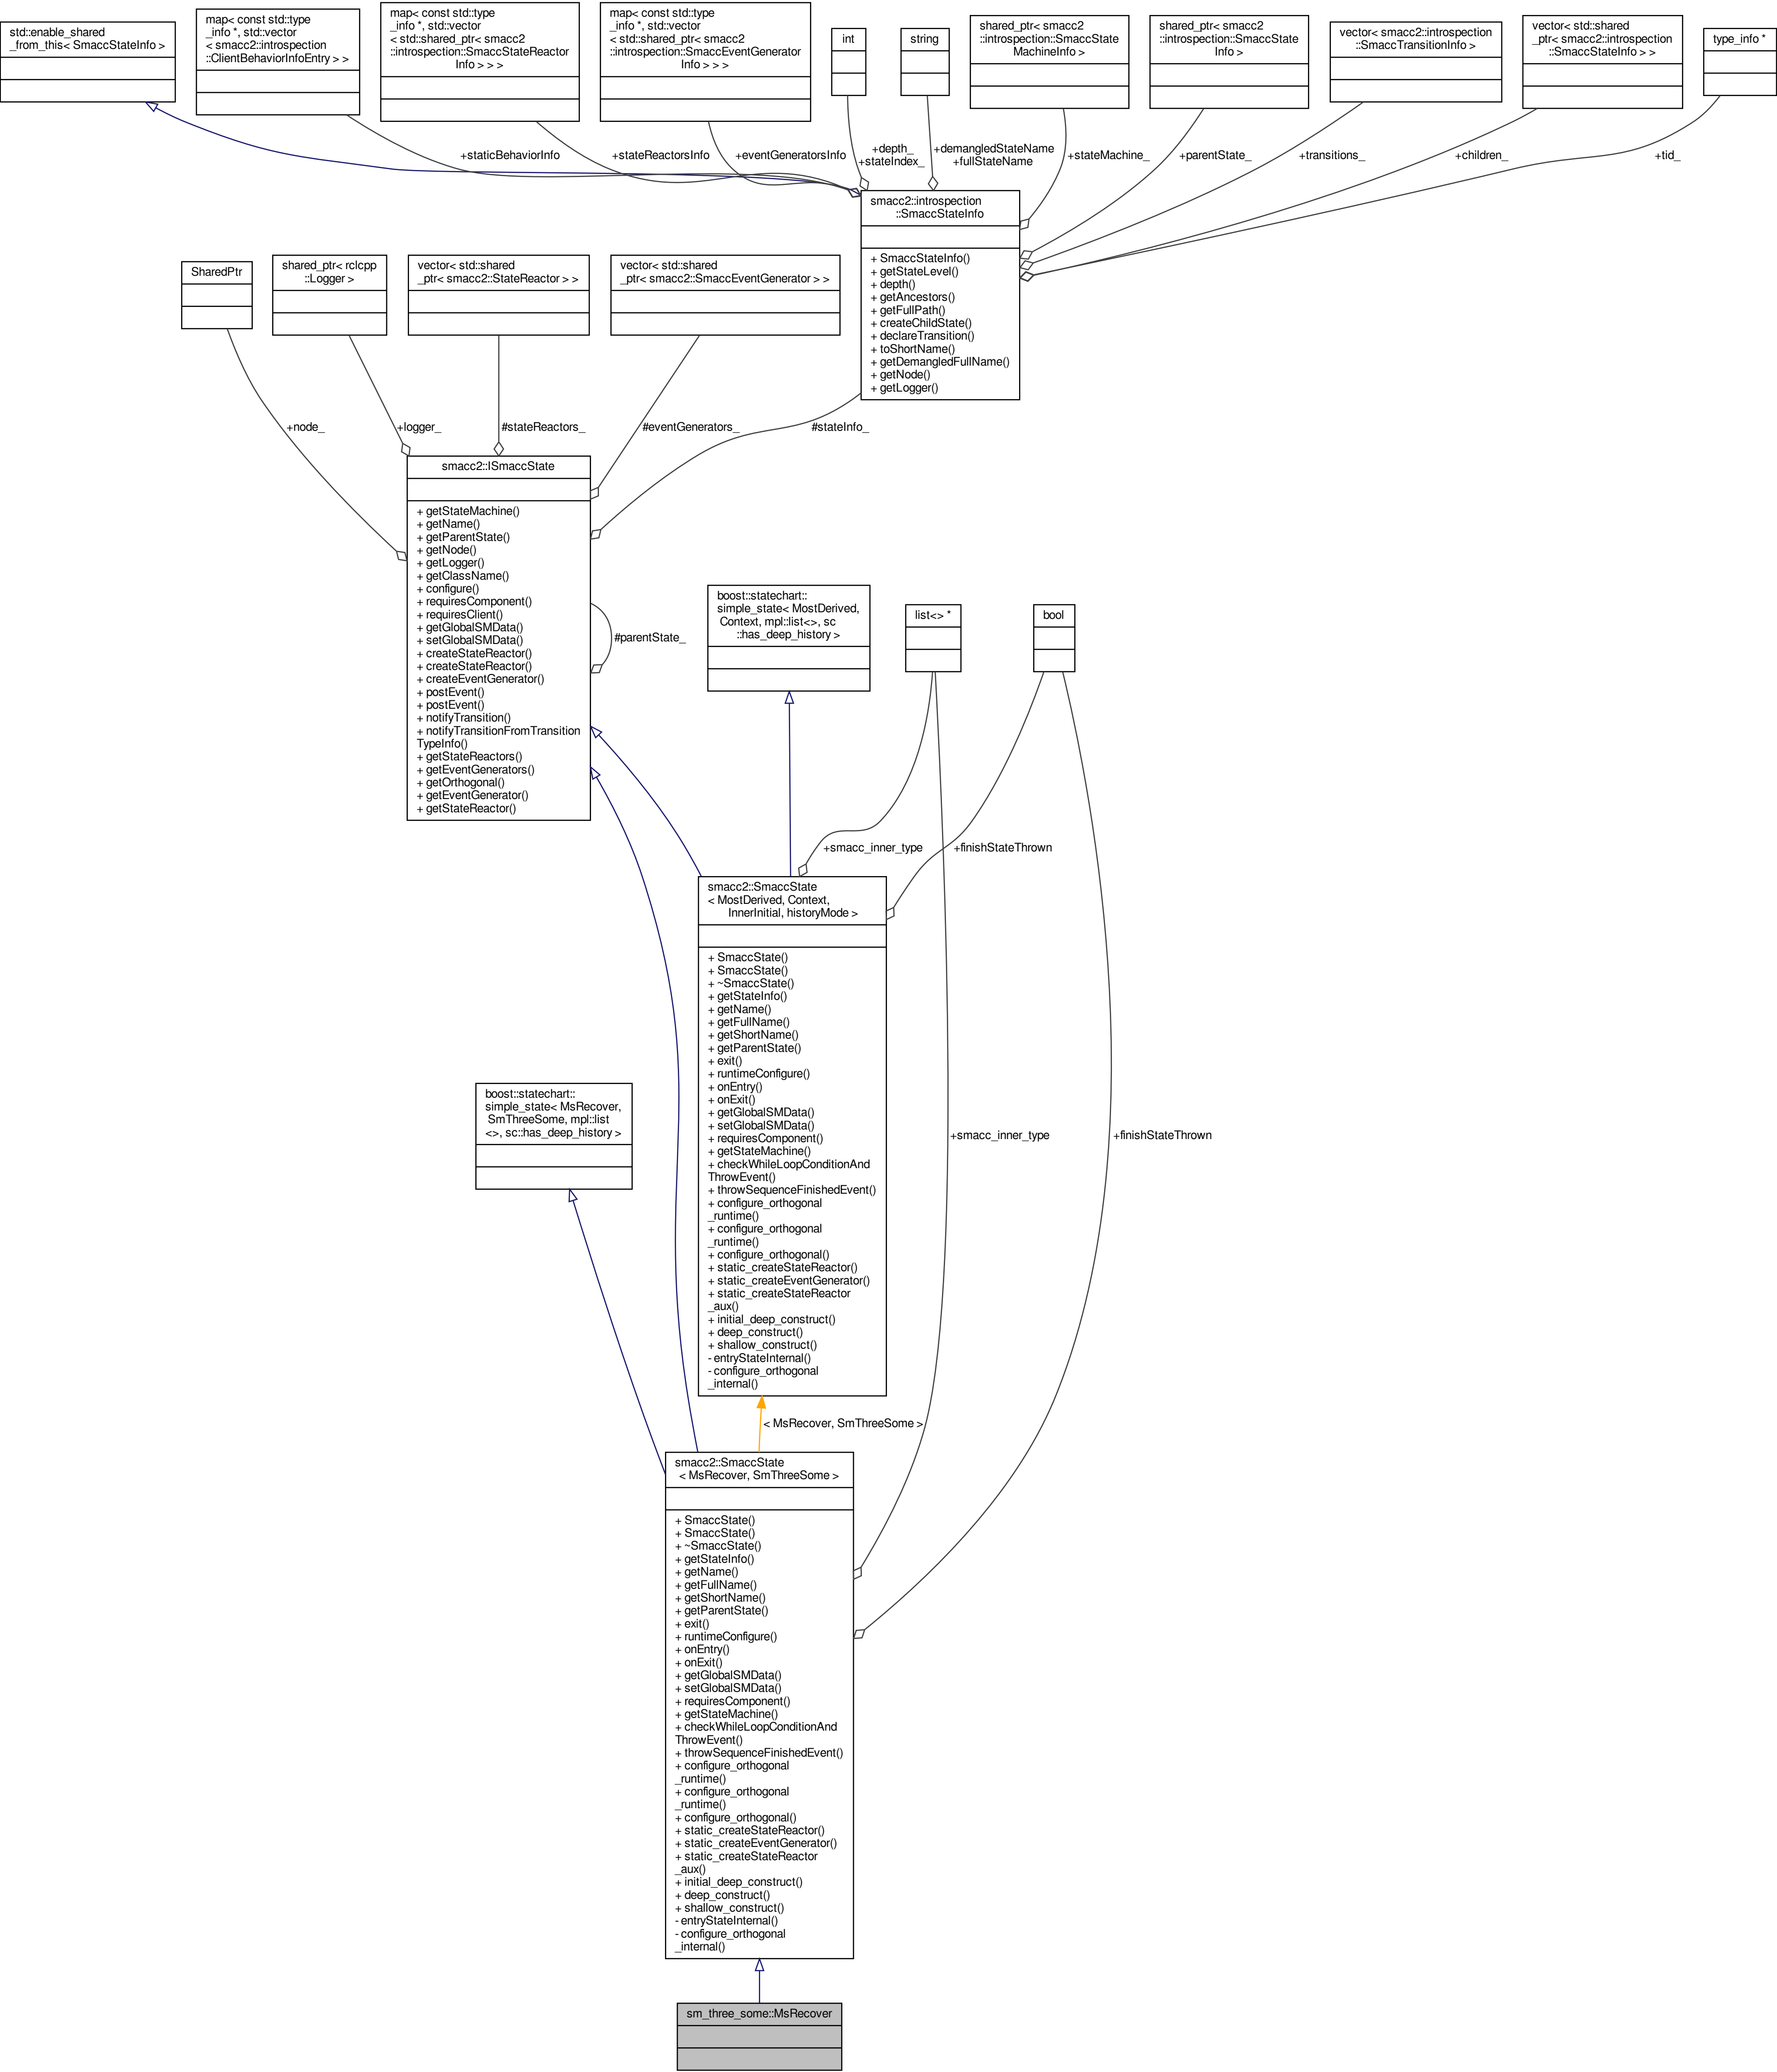 std::enable_shared
_from_this< SmaccStateInfo >
map< const std::type
_info *, std::vector
< smacc2::introspection
::ClientBehaviorInfoEntry > >
map< const std::type
_info *, std::vector
< std::shared_ptr< smacc2
::introspection::SmaccStateReactor
Info > > >
map< const std::type
_info *, std::vector
< std::shared_ptr< smacc2
::introspection::SmaccEventGenerator
Info > > >
int
string
shared_ptr< smacc2
::introspection::SmaccState
MachineInfo >
shared_ptr< smacc2
::introspection::SmaccState
Info >
vector< smacc2::introspection
::SmaccTransitionInfo >
vector< std::shared
_ptr< smacc2::introspection
::SmaccStateInfo > >
type_info *
+staticBehaviorInfo
+stateReactorsInfo
+eventGeneratorsInfo
+depth_
+stateIndex_
+demangledStateName
+fullStateName
+stateMachine_
+parentState_
+transitions_
+children_
+tid_
smacc2::introspection
::SmaccStateInfo
+ SmaccStateInfo()
+ getStateLevel()
+ depth()
+ getAncestors()
+ getFullPath()
+ createChildState()
+ declareTransition()
+ toShortName()
+ getDemangledFullName()
+ getNode()
+ getLogger()
SharedPtr
shared_ptr< rclcpp
::Logger >
vector< std::shared
_ptr< smacc2::StateReactor > >
vector< std::shared
_ptr< smacc2::SmaccEventGenerator > >
+node_
+logger_
#stateReactors_
#eventGenerators_
#stateInfo_
smacc2::ISmaccState
+ getStateMachine()
+ getName()
+ getParentState()
+ getNode()
+ getLogger()
+ getClassName()
+ configure()
+ requiresComponent()
+ requiresClient()
+ getGlobalSMData()
+ setGlobalSMData()
+ createStateReactor()
+ createStateReactor()
+ createEventGenerator()
+ postEvent()
+ postEvent()
+ notifyTransition()
+ notifyTransitionFromTransition
TypeInfo()
+ getStateReactors()
+ getEventGenerators()
+ getOrthogonal()
+ getEventGenerator()
+ getStateReactor()
#parentState_
boost::statechart::
simple_state< MostDerived,
Context, mpl::list<>, sc
::has_deep_history >
list<> *
bool
+smacc_inner_type
+finishStateThrown
smacc2::SmaccState
< MostDerived, Context,
InnerInitial, historyMode >
+ SmaccState()
+ SmaccState()
+ ~SmaccState()
+ getStateInfo()
+ getName()
+ getFullName()
+ getShortName()
+ getParentState()
+ exit()
+ runtimeConfigure()
+ onEntry()
+ onExit()
+ getGlobalSMData()
+ setGlobalSMData()
+ requiresComponent()
+ getStateMachine()
+ checkWhileLoopConditionAnd
ThrowEvent()
+ throwSequenceFinishedEvent()
+ configure_orthogonal
_runtime()
+ configure_orthogonal
_runtime()
+ configure_orthogonal()
+ static_createStateReactor()
+ static_createEventGenerator()
+ static_createStateReactor
_aux()
+ initial_deep_construct()
+ deep_construct()
+ shallow_construct()
- entryStateInternal()
- configure_orthogonal
_internal()
boost::statechart::
simple_state< MsRecover,
SmThreeSome, mpl::list
<>, sc::has_deep_history >
+smacc_inner_type
+finishStateThrown
< MsRecover, SmThreeSome >
smacc2::SmaccState
< MsRecover, SmThreeSome >
+ SmaccState()
+ SmaccState()
+ ~SmaccState()
+ getStateInfo()
+ getName()
+ getFullName()
+ getShortName()
+ getParentState()
+ exit()
+ runtimeConfigure()
+ onEntry()
+ onExit()
+ getGlobalSMData()
+ setGlobalSMData()
+ requiresComponent()
+ getStateMachine()
+ checkWhileLoopConditionAnd
ThrowEvent()
+ throwSequenceFinishedEvent()
+ configure_orthogonal
_runtime()
+ configure_orthogonal
_runtime()
+ configure_orthogonal()
+ static_createStateReactor()
+ static_createEventGenerator()
+ static_createStateReactor
_aux()
+ initial_deep_construct()
+ deep_construct()
+ shallow_construct()
- entryStateInternal()
- configure_orthogonal
_internal()
sm_three_some::MsRecover